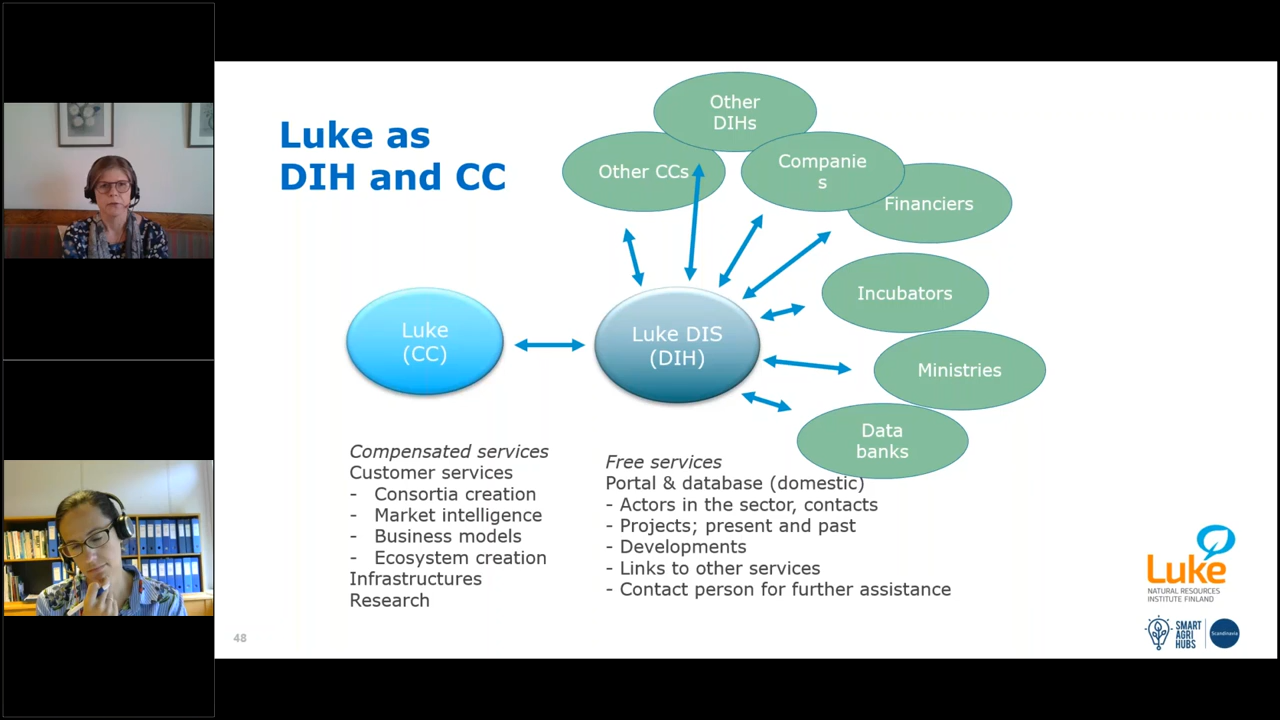 Luke as
DIH and CC
Other
DIHs
Other CCs
Companie
s
Financiers
Incubators
Ministries
Data
banks
Luke
(CC)
Luke DIS
(DIH)
Compensated services
Customer services
- Consortia creation
- Market intelligence
- Business models
- Ecosystem creation
Infrastructures
Research
Free services
Portal & database (domestic)
- Actors in the sector, contacts
- Projects; present and past
- Developments
- Links to other services
- Contact person for further assistance
Luke
NATURAL RESOURCES
INSTITUTE FINLAND
SMART
AGRI
HUBS
Scandinavia
48